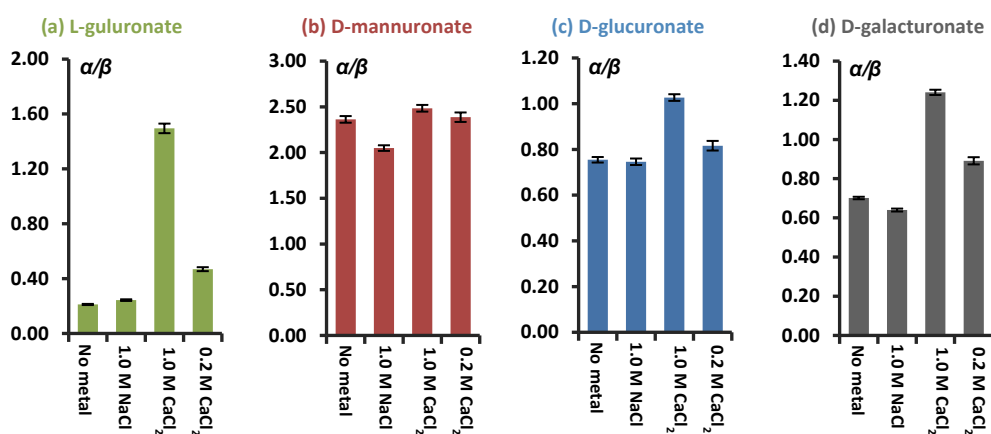 (a) L-guluronate
α/β
2.00
1.60
1.20
0.80
0.40
0.00
No metal
1.0 M NaCl
1.0 M CaCl₂
0.2 M CaCl₂
(b) D-mannuronate
α/β
3.00
2.50
2.00
1.50
1.00
0.50
0.00
No metal
1.0 M NaCl
1.0 M CaCl₂
0.2 M CaCl₂
(c) D-glucuronate
α/β
1.20
1.00
0.80
0.60
0.40
0.20
0.00
No metal
1.0 M NaCl
1.0 M CaCl₂
0.2 M CaCl₂
(d) D-galacturonate
α/β
1.40
1.20
1.00
0.80
0.60
0.40
0.20
0.00
No metal
1.0 M NaCl
1.0 M CaCl₂
0.2 M CaCl₂